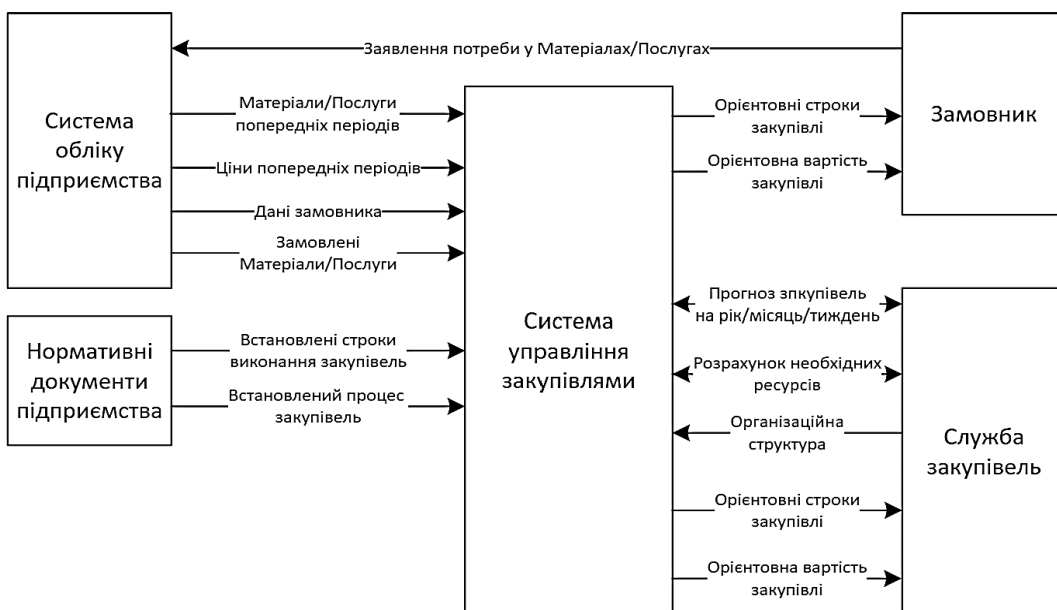 Заявлення потреби у Матеріалах/Послугах
Система
обліку
підприємства
Матеріали/Послуги
попередніх періодів
Ціни попередніх періодів
Дані замовника
Замовлені
Матеріали/Послуги
Нормативні
документи
підприємства
Встановлені строки
виконання закупівель
Встановлений процес
закупівель
Система
управління
закупівлями
Орієнтовні строки
закупівлі
Орієнтовна вартість
закупівлі
Замовник
Прогноз зпкупівель
на рік/місяць/тиждень
Розрахунок необхідних
ресурсів
Організаційна
структура
Орієнтовні строки
закупівлі
Орієнтовна вартість
закупівлі
Служба
закупівель